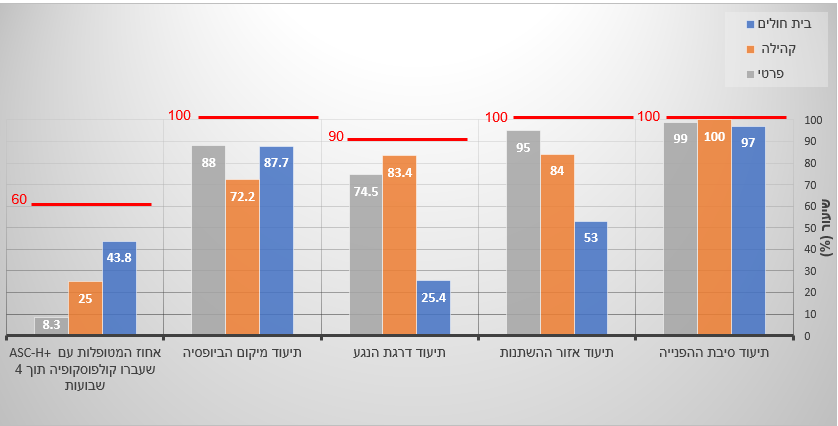 בית חולים
קהילה
פרטי
100
90
100
100
60
100
90
80
70
60
50
40
30
20
10
0
שיעור (%)
97
100
99
53
84
95
25.4
83.4
74.5
87.7
72.2
88
43.8
25
8.3
תיעוד סיבת ההפנייה
תיעוד אזור ההשתנות
תיעוד דרגת הנגע
תיעוד מיקום הביופסיה
אחוז המטופלות עם ASC-H+
שעברו קולפוסקופיה תוך 4
שבועות